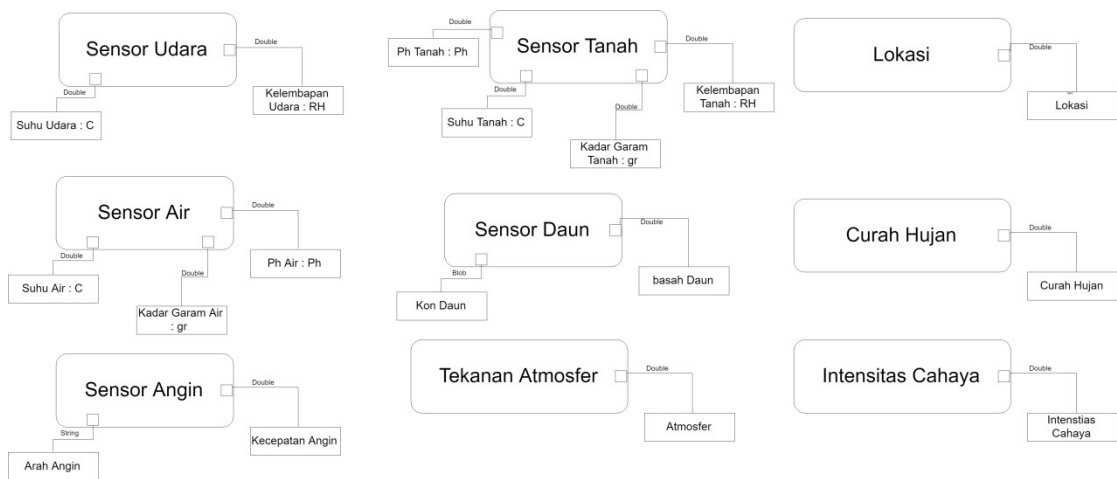 Sensor Udara
Double
Double
Kelembapan
Udara : RH
Suhu Udara : C
Sensor Tanah
Double
Ph Tanah : Ph
Double
Double
Double
Kelembapan
Tanah : RH
Suhu Tanah : C
Kadar Garam
Tanah : gr
Lokasi
Double
Lokasi
Sensor Air
Double
Double
Double
Ph Air : Ph
Suhu Air : C
Kadar Garam Air
: gr
Sensor Daun
Double
Blob
basah Daun
Kon Daun
Curah Hujan
Double
Curah Hujan
Sensor Angin
Double
String
Kecepatan Angin
Arah Angin
Tekanan Atmosfer
Double
Atmosfer
Intensitas Cahaya
Double
Intenstias
Cahaya